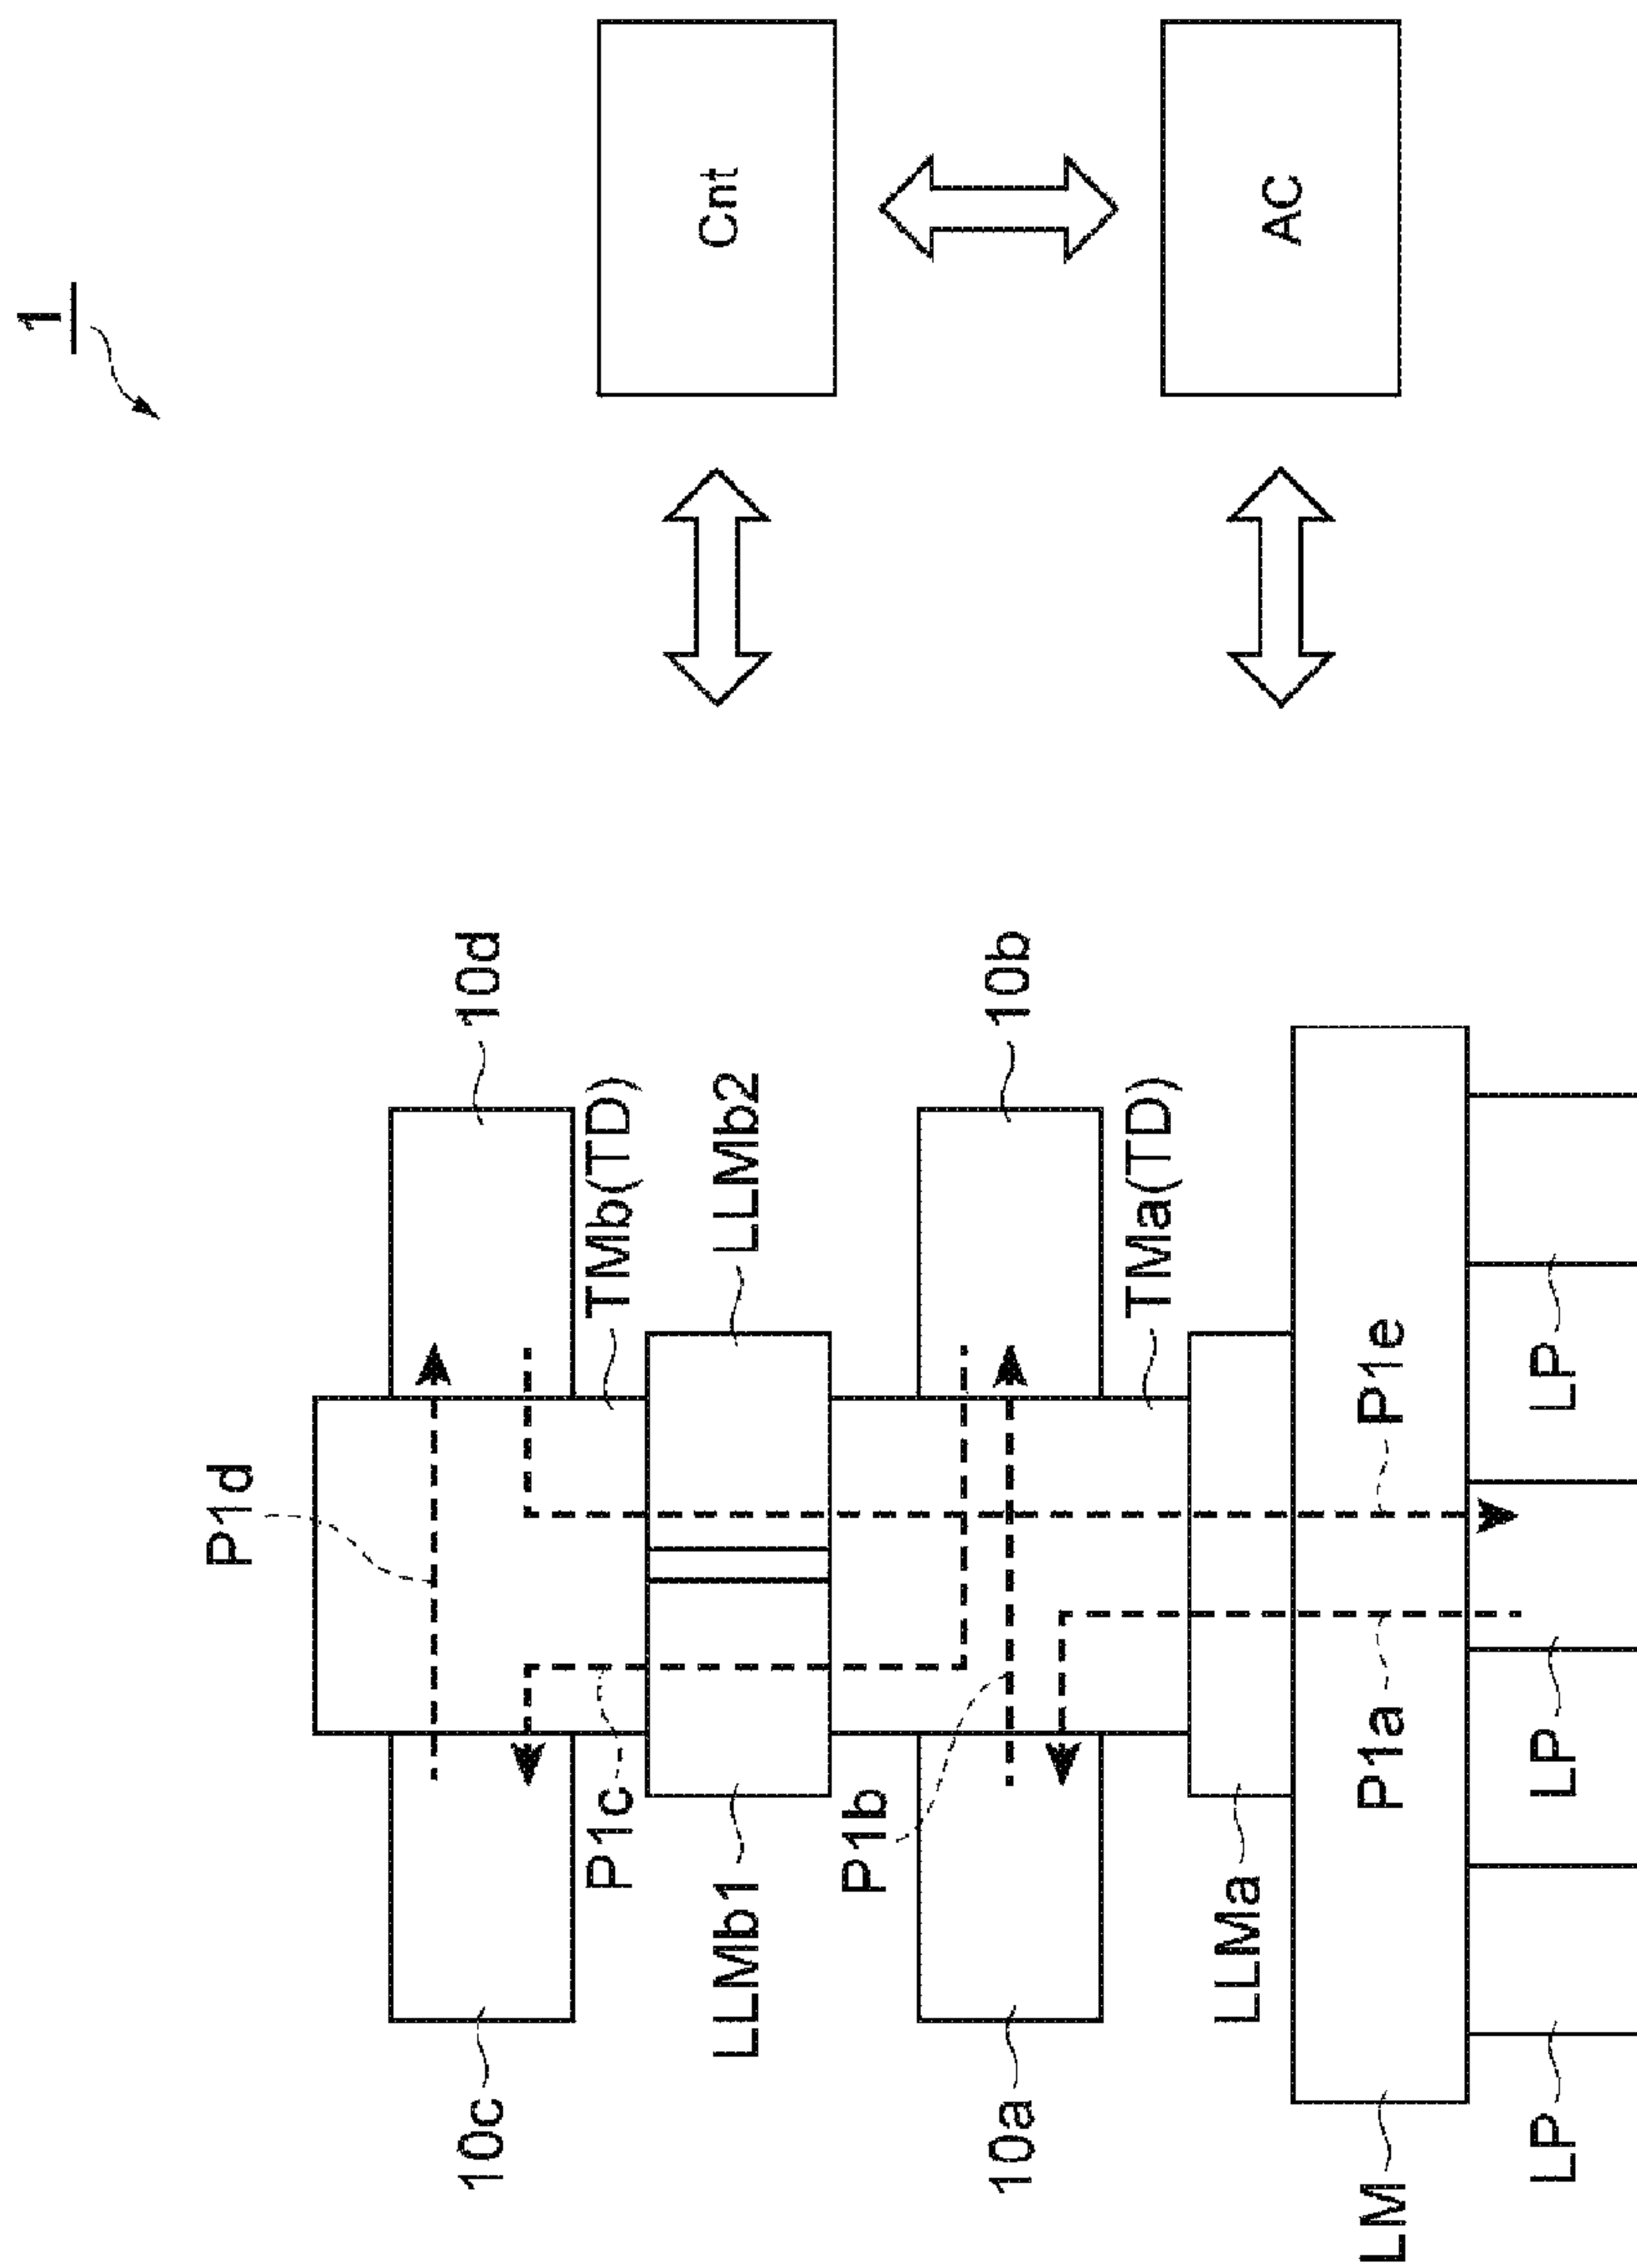 1
Cnt
AC
10d
10b
TMb(TD)
LLMb2
TMa(TD)
P1d
P1e
LP
P1c
P1b
P1a
LP
LLMb1
LLMa
10c
10a
LM
LP